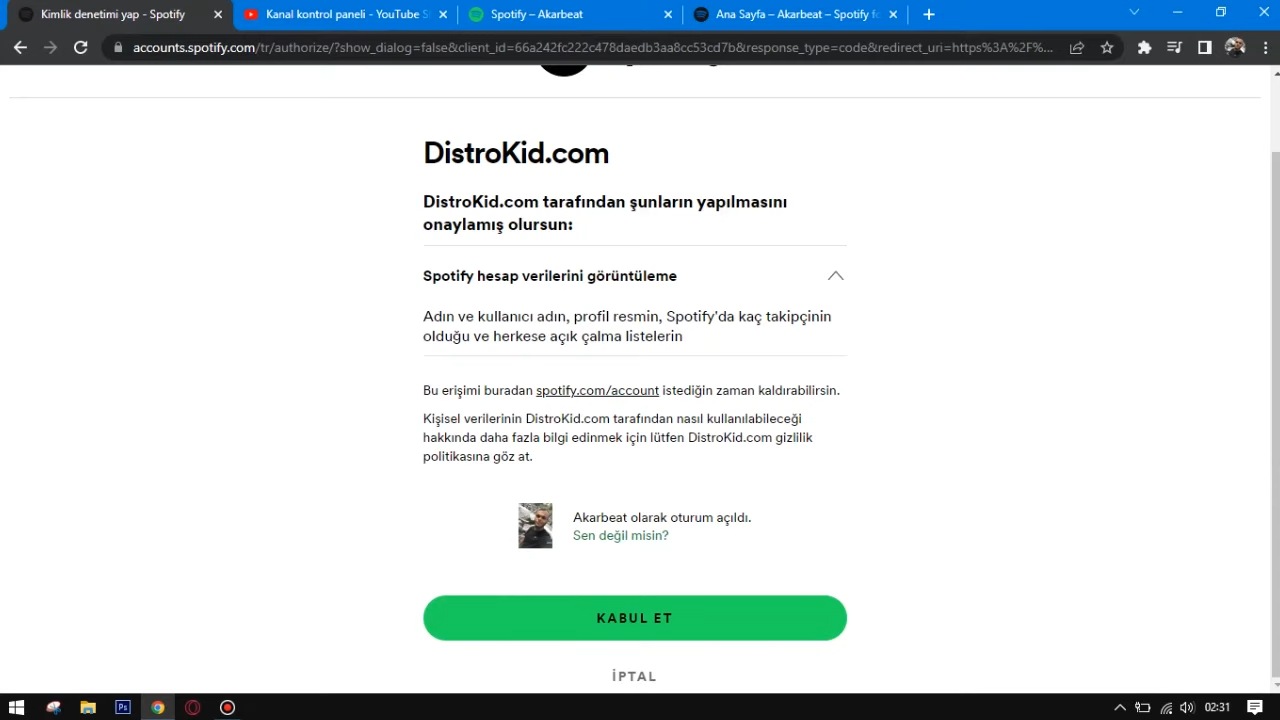 Kimlik denetimi yap - Spotify
Kanal kontrol paneli - YouTube S
Spotify – Akarbeat
Ana Sayfa – Akarbeat – Spotify fo
accounts.spotify.com/tr/authorize/?show_dialog=false&client_id=66a242fc222c478daedb3aa8cc53cd7b&response_type=code&redirect_uri=https%3A%2F%...
DistroKid.com
DistroKid.com tarafından şunların yapılmasını
onaylamış olursun:
Spotify hesap verilerini görüntüleme
Adın ve kullanıcı adın, profil resmin, Spotify'da kaç takipçinin
olduğu ve herkese açık çalma listelerin
Bu erişimi buradan spotify.com/account istediğin zaman kaldırabilirsin.
Kişisel verilerinin DistroKid.com tarafından nasıl kullanılabileceği
hakkında daha fazla bilgi edinmek için lütfen DistroKid.com gizlilik
politikasına göz at.
Akarbeat olarak oturum açıldı.
Sen değil misin?
KABUL ET
İPTAL
Ps
02:31